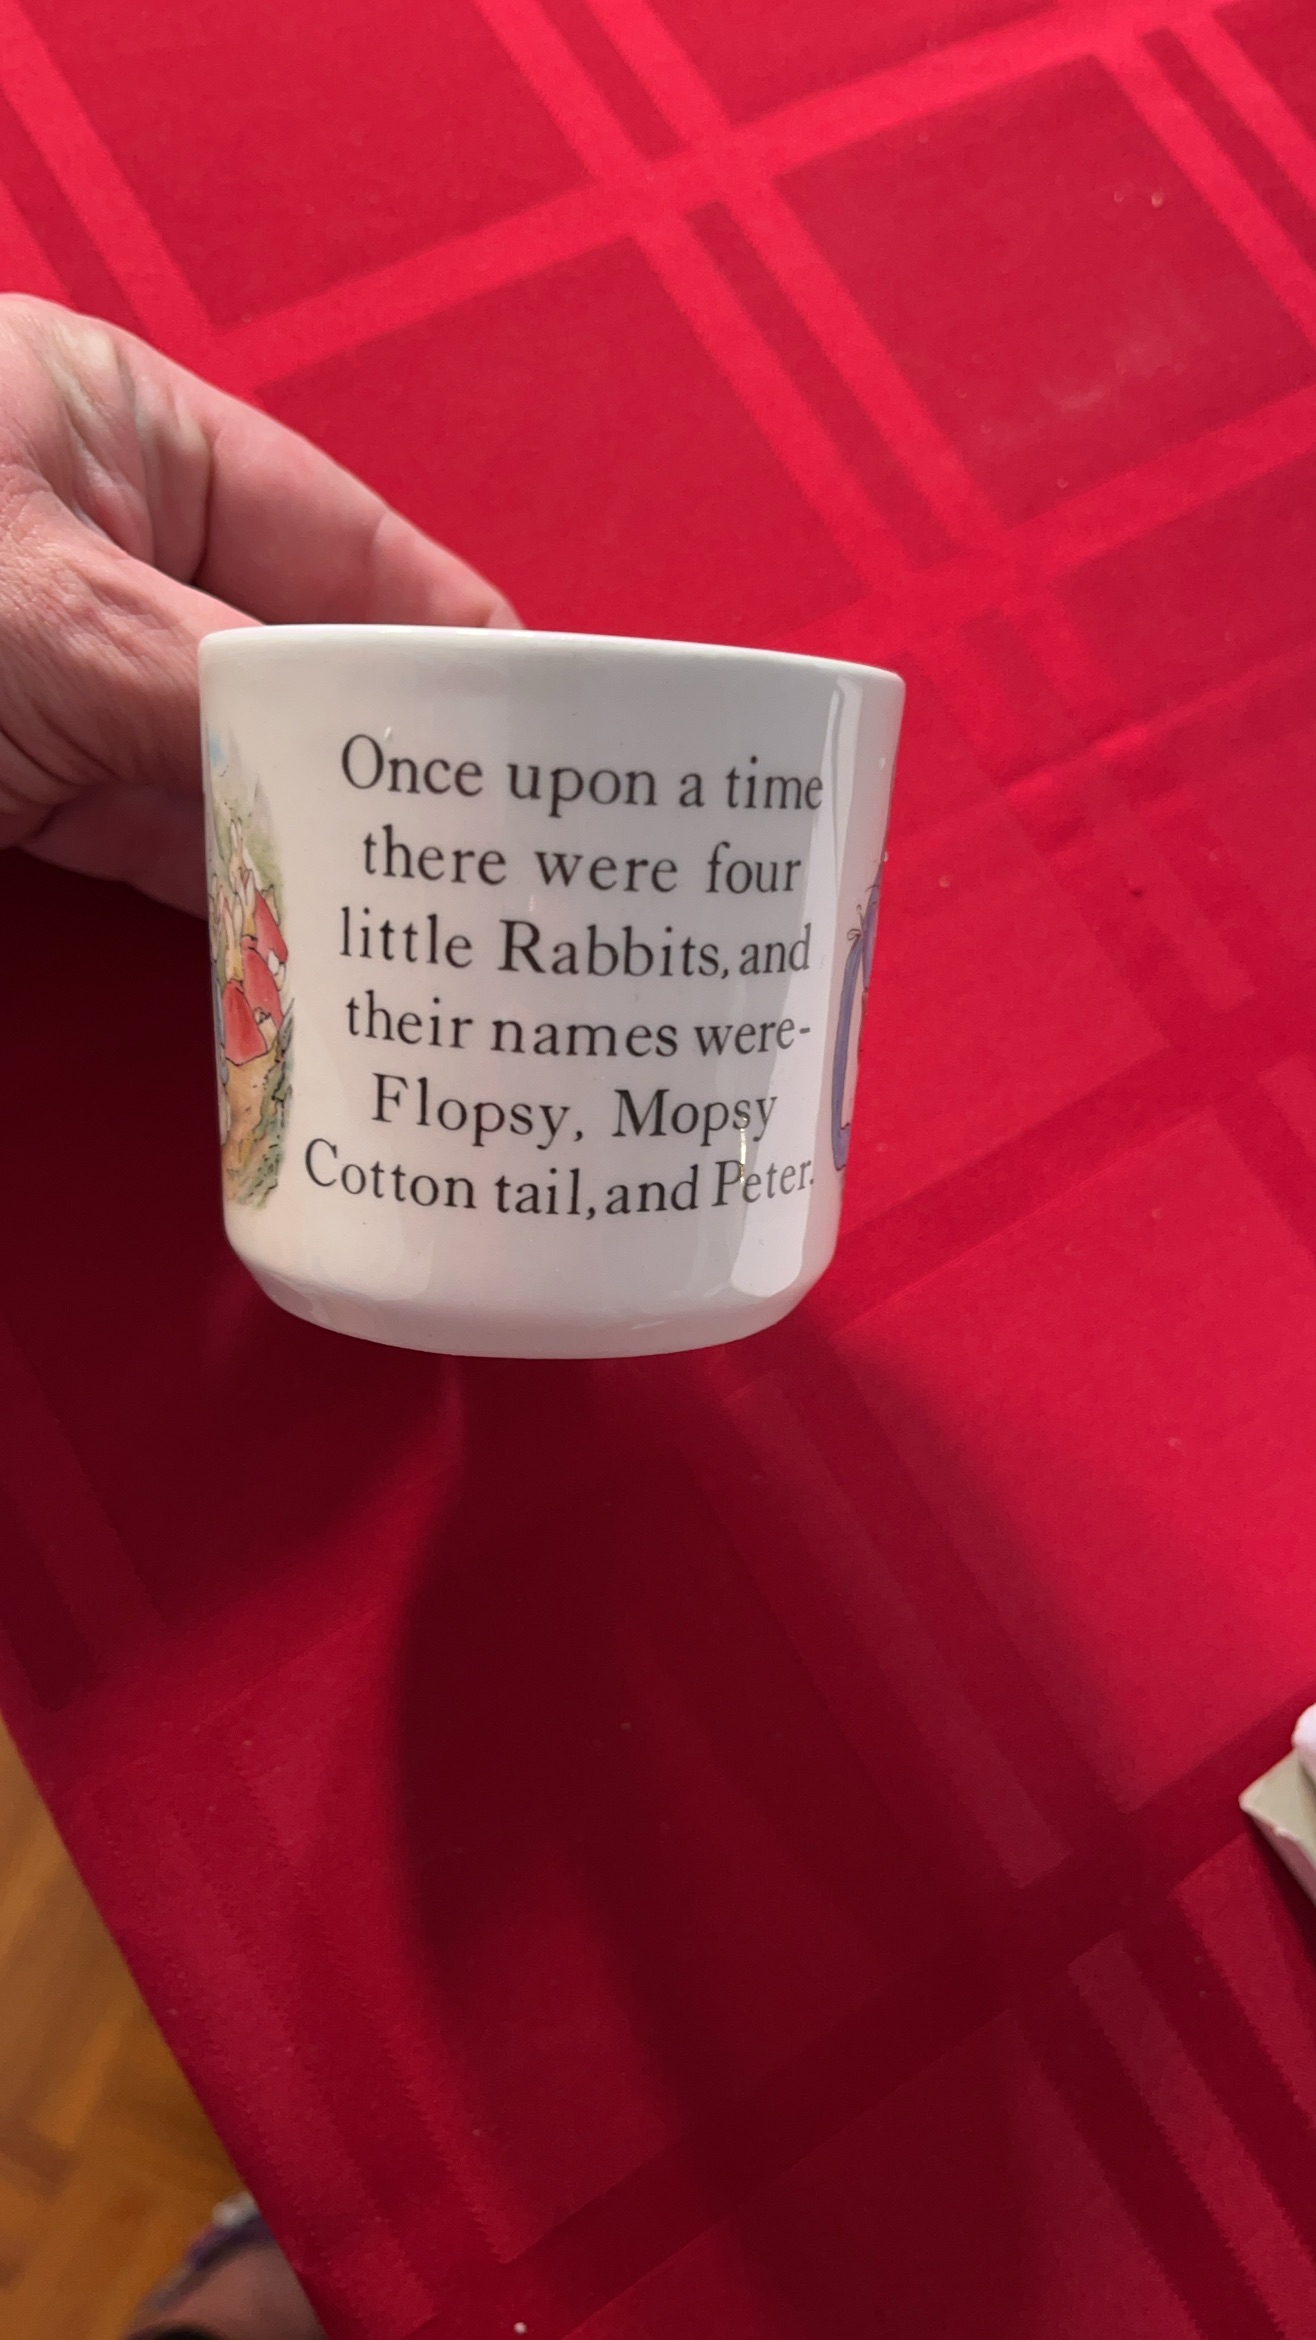 Once upon a time
there were four
little Rabbits, and
their names were-
Flopsy, Mopsy
Cotton tail, and Peter.